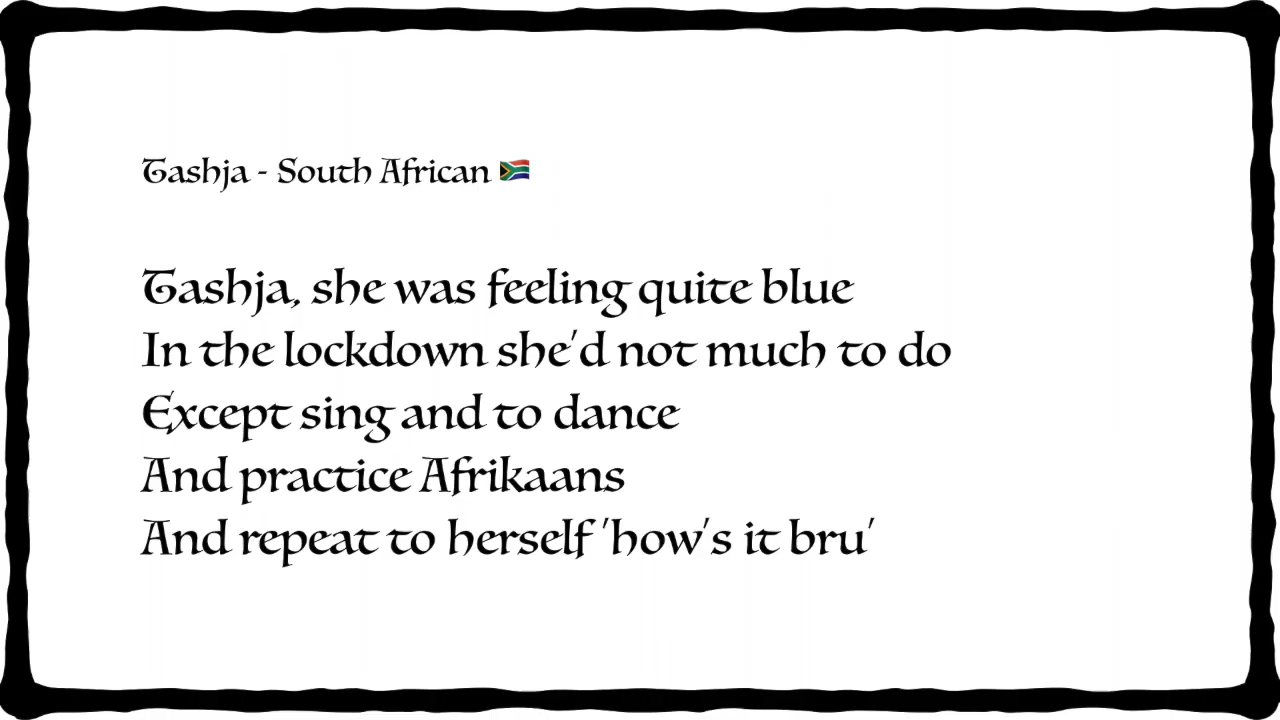 Tashja - South African 🇿🇦
Tashja, she was feeling quite blue
In the lockdown she'd not much to do
Except sing and to dance
And practice Afrikaans
And repeat to herself 'how's it bru'